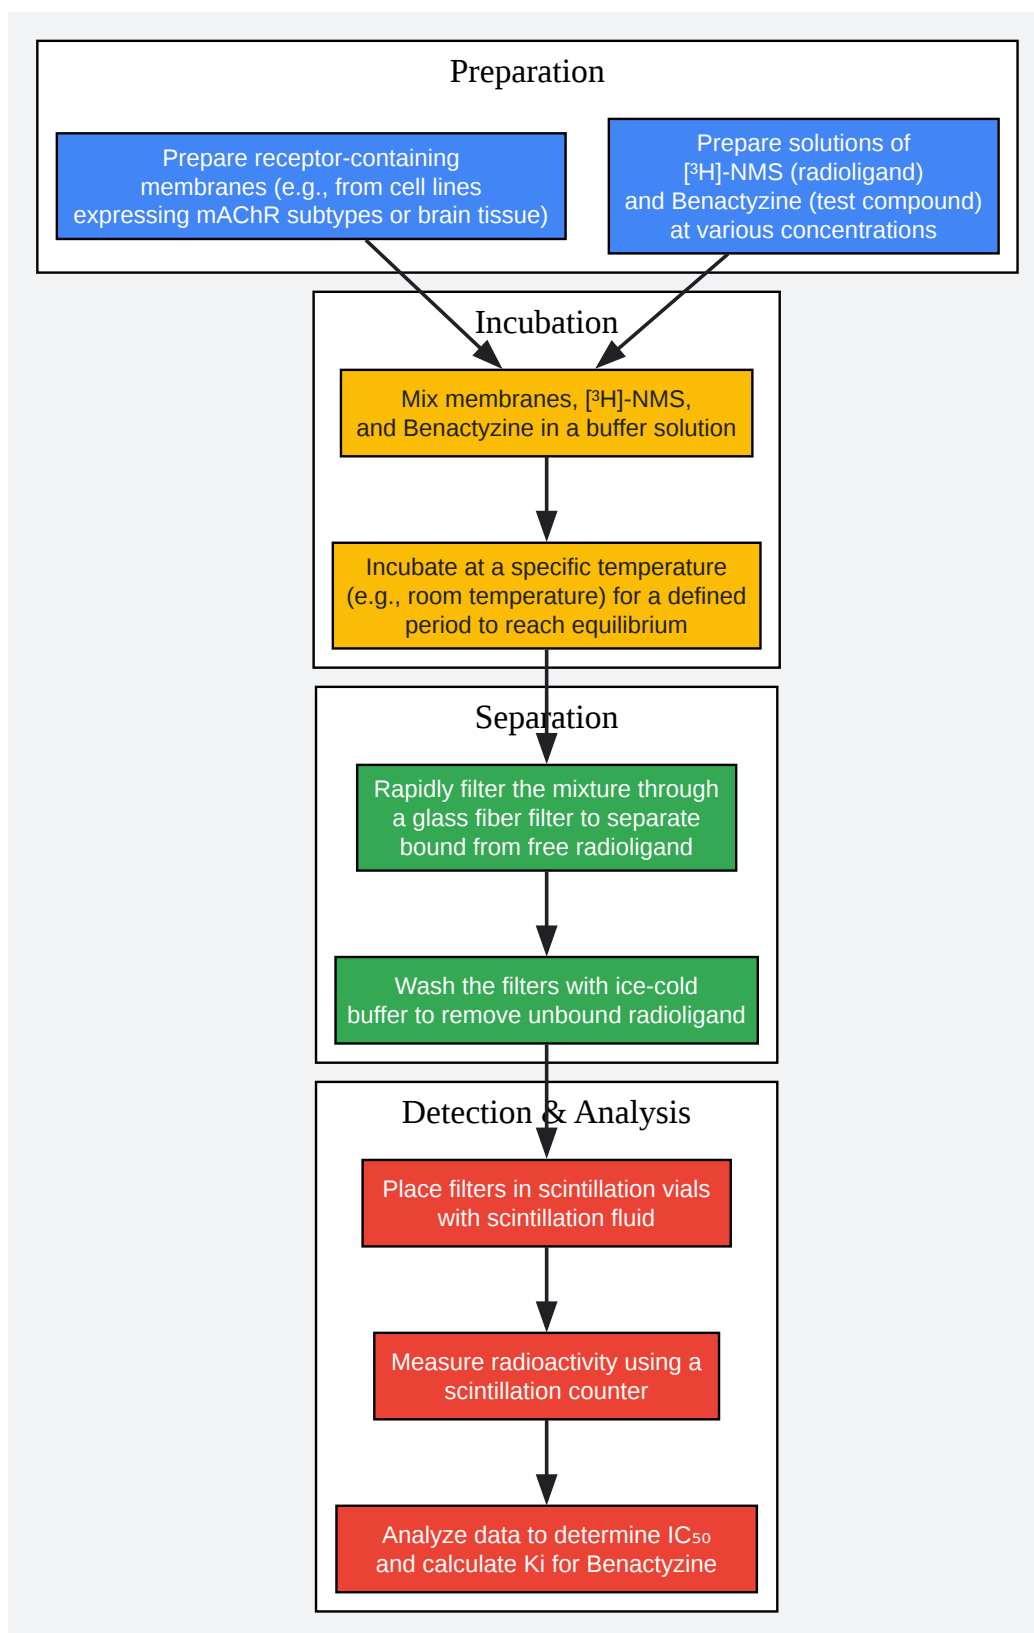 Preparation
Prepare receptor-containing
membranes (e.g., from cell lines
expressing mAChR subtypes or brain tissue)
Prepare solutions of
[³H]-NMS (radioligand)
and Benactyzine (test compound)
at various concentrations
Incubation
Mix membranes, [³H]-NMS,
and Benactyzine in a buffer solution
Incubate at a specific temperature
(e.g., room temperature) for a defined
period to reach equilibrium
Separation
Rapidly filter the mixture through
a glass fiber filter to separate
bound from free radioligand
Wash the filters with ice-cold
buffer to remove unbound radioligand
Detection & Analysis
Place filters in scintillation vials
with scintillation fluid
Measure radioactivity using a
scintillation counter
Analyze data to determine IC₅₀
and calculate Ki for Benactyzine